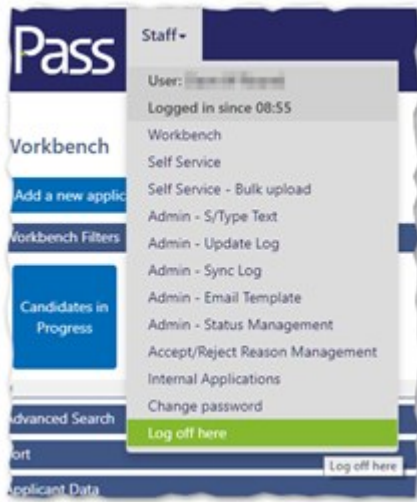 Pass
Staff
User:
Logged in since 08:55
Workbench
Self Service
Self Service - Bulk upload
Admin - S/Type Text
Admin - Update Log
Admin - Sync Log
Admin - Email Template
Admin - Status Management
Accept/Reject Reason Management
Internal Applications
Change password
Log off here
Log off here
Workbench
Add a new applic
Workbench Filters
Candidates in
Progress
Advanced Search
ort
Applicant Data